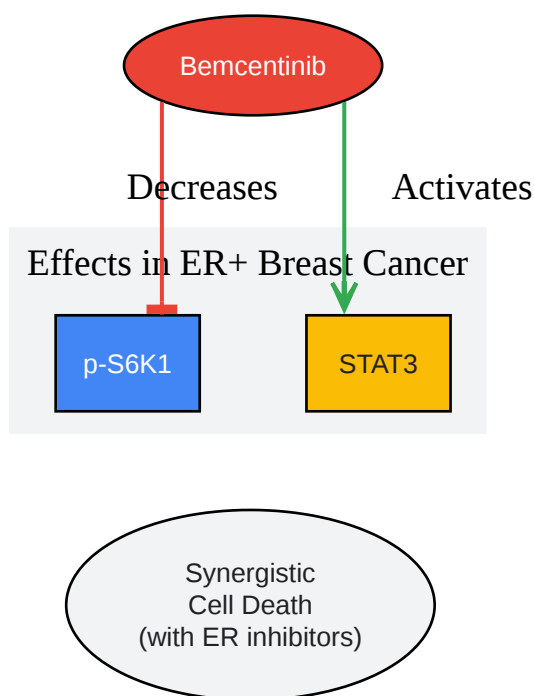 Bemcentinib
Decreases
Activates
Effects in ER+ Breast Cancer
p-S6K1
STAT3
Synergistic
Cell Death
(with ER inhibitors)